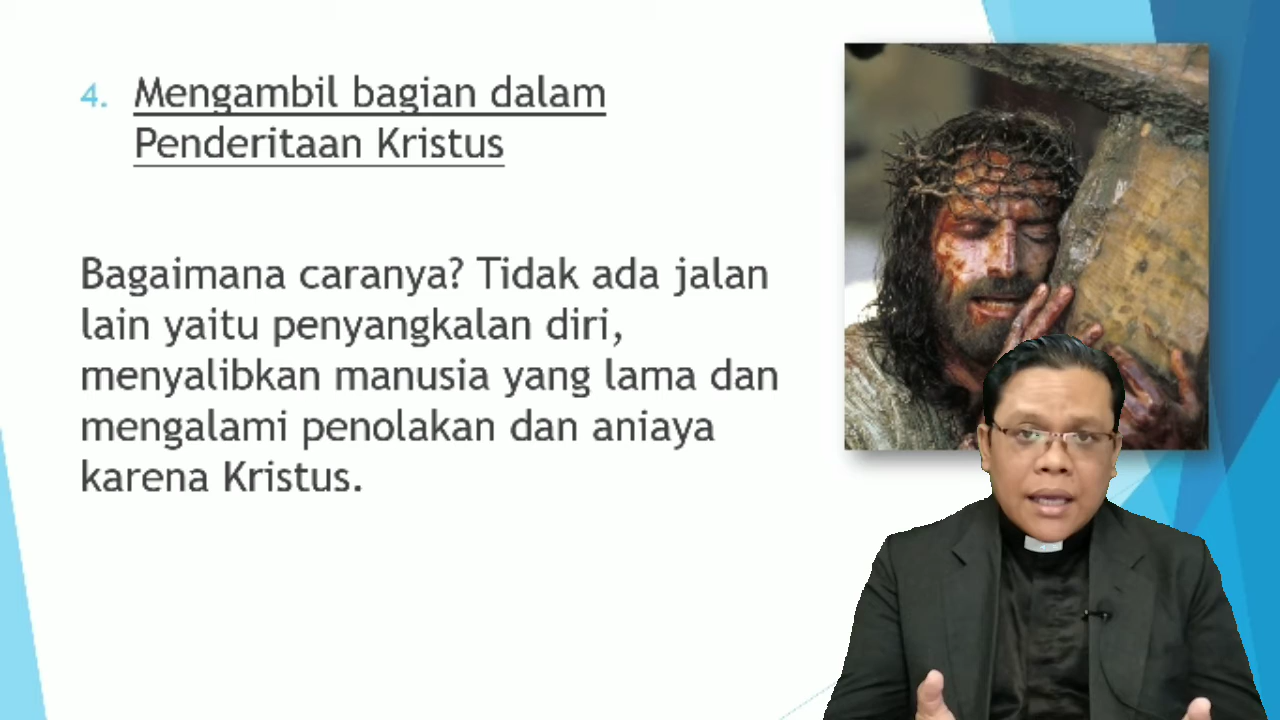 4. Mengambil bagian dalam
Penderitaan Kristus
Bagaimana caranya? Tidak ada jalan
lain yaitu penyangkalan diri,
menyalibkan manusia yang lama dan
mengalami penolakan dan aniaya
karena Kristus.